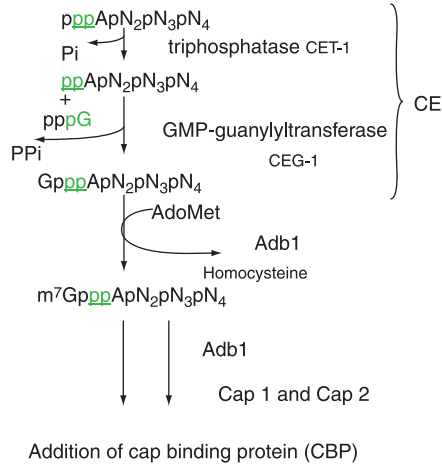 pppApN₂pN₃pN₄
Pi
triphosphatase CET-1
ppApN₂pN₃pN₄
+
pppG
CE
GMP-guanylyltransferase
PPi
CEG-1
GpppApN₂pN₃pN₄
AdoMet
Adb1
Homocysteine
m⁷GpppApN₂pN₃pN₄
Adb1
Cap 1 and Cap 2
Addition of cap binding protein (CBP)